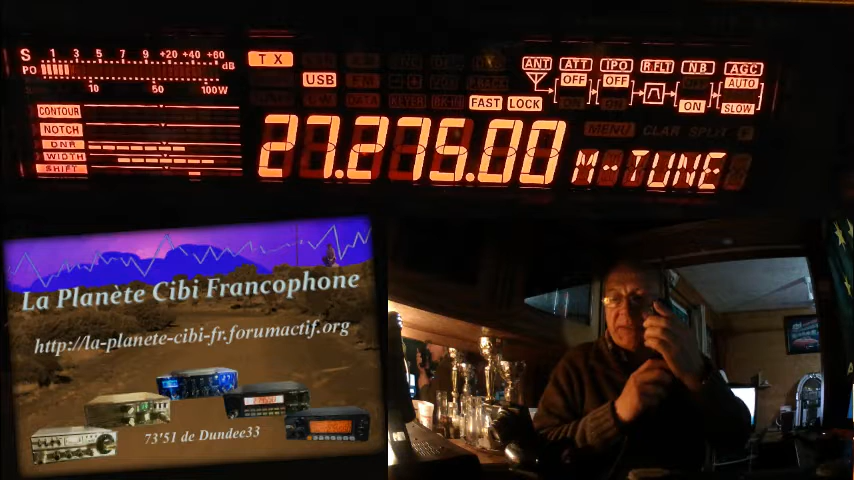 S 1 3 5 7 9 +20 +40 +60 dB
PO 10 50 100W
TX
USB
FAST LOCK
ANT ATT IPO R.FLT NB AGC
OFF OFF AUTO
ON SLOW
CONTOUR
NOTCH
DNR
WIDTH
SHIFT
MENU CLAR SPLIT
27.275.00 M-TUNE
La Planète Cibi Francophone
http://la-planete-cibi-fr.forumactif.org
73'51 de Dundee33